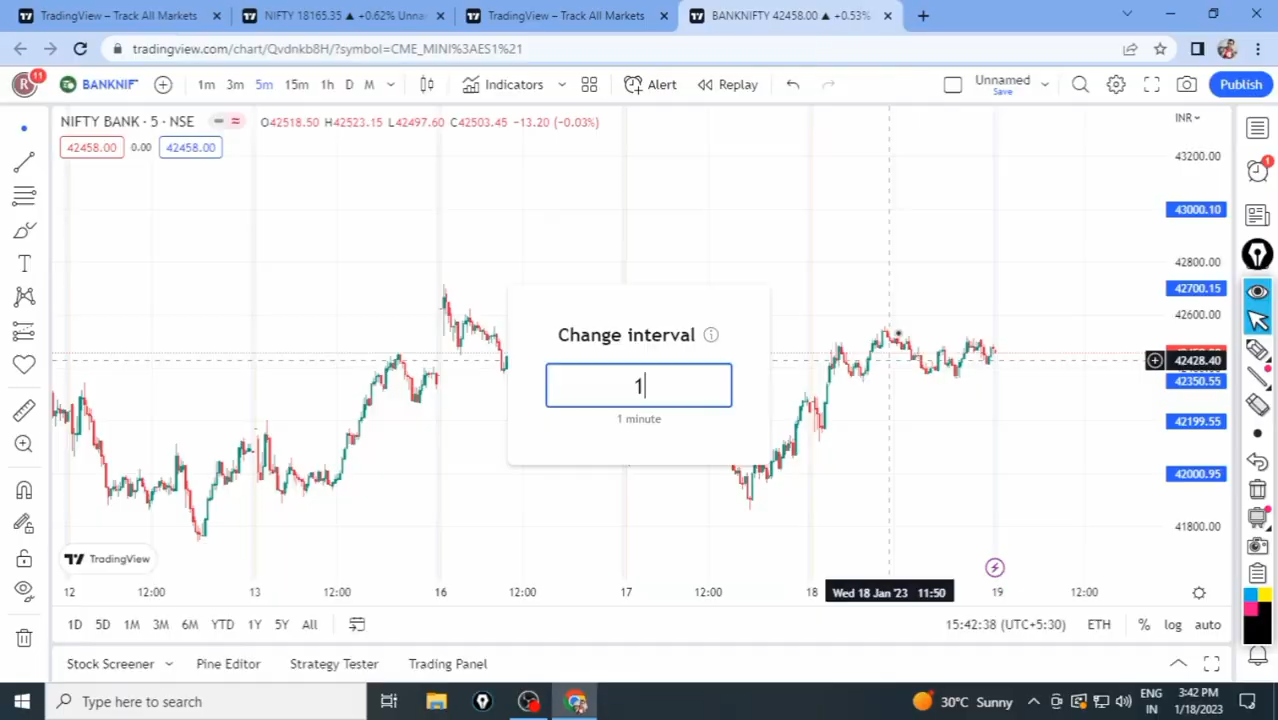 TradingView – Track All Markets
NIFTY 18165.35 ▲ +0.62% Unna
TradingView – Track All Markets
BANKNIFTY 42458.00 ▲ +0.53%
tradingview.com/chart/Qvdnkb8H/?symbol=CME_MINI%3AES1%21
R 11
BANKNIF
1m 3m 5m 15m 1h D M
Indicators
Alert
Replay
Unnamed
Save
Publish
NIFTY BANK · 5 · NSE
O42518.50 H42523.15 L42497.60 C42503.45 −13.20 (−0.03%)
42458.00 0.00 42458.00
INR
43200.00
43000.10
42800.00
42700.15
42600.00
42428.40
42350.55
42199.55
42000.95
41800.00
1
Change interval
1
1 minute
TradingView
12 12:00 13 12:00 16 12:00 17 12:00 18 Wed 18 Jan '23 11:50 19 12:00
1D 5D 1M 3M 6M YTD 1Y 5Y All
15:42:38 (UTC+5:30) ETH % log auto
Stock Screener
Pine Editor
Strategy Tester
Trading Panel
Type here to search
30°C Sunny
ENG
IN
3:42 PM
1/18/2023